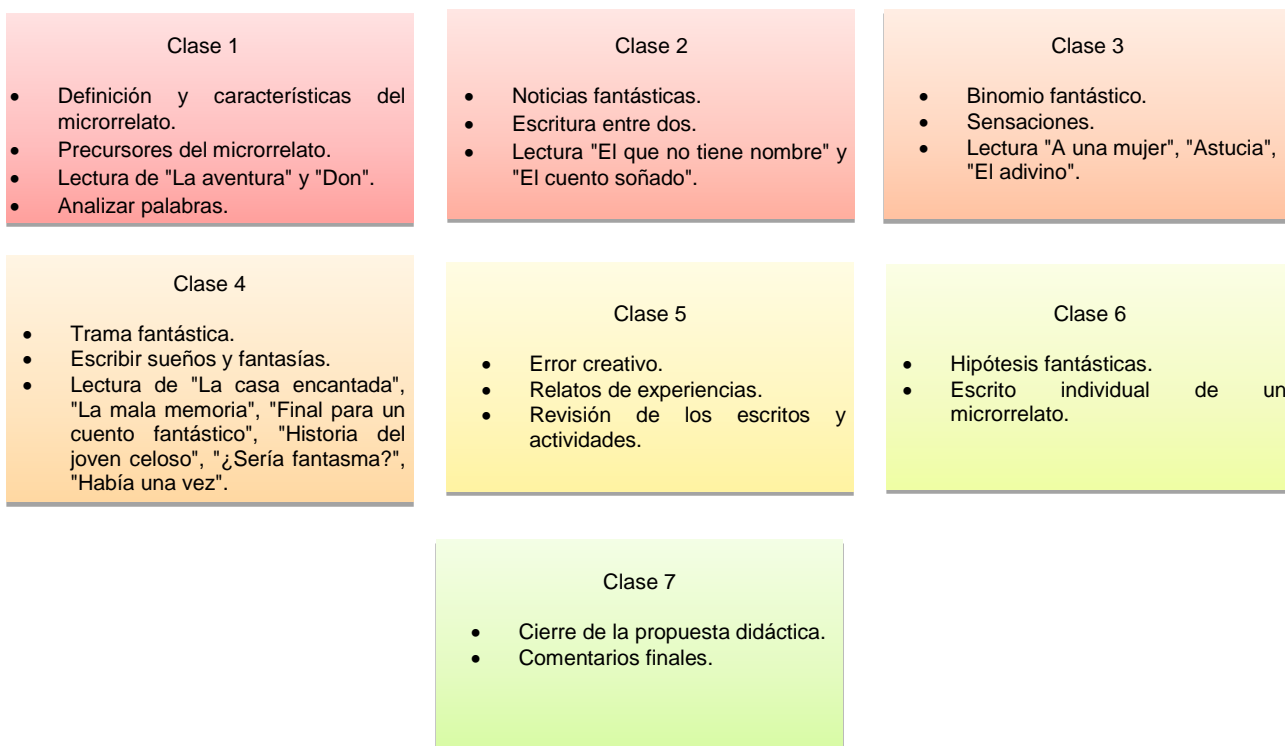 Clase 1
• Definición y características del
microrrelato.
• Precursores del microrrelato.
• Lectura de "La aventura" y "Don".
• Analizar palabras.
Clase 2
• Noticias fantásticas.
• Escritura entre dos.
• Lectura "El que no tiene nombre" y
"El cuento soñado".
Clase 3
• Binomio fantástico.
• Sensaciones.
• Lectura "A una mujer", "Astucia",
"El adivino".
Clase 4
• Trama fantástica.
• Escribir sueños y fantasías.
• Lectura de "La casa encantada",
"La mala memoria", "Final para un
cuento fantástico", "Historia del
joven celoso", "¿Sería fantasma?",
"Había una vez".
Clase 5
• Error creativo.
• Relatos de experiencias.
• Revisión de los escritos y
actividades.
Clase 6
• Hipótesis fantásticas.
• Escrito individual de un
microrrelato.
Clase 7
• Cierre de la propuesta didáctica.
• Comentarios finales.